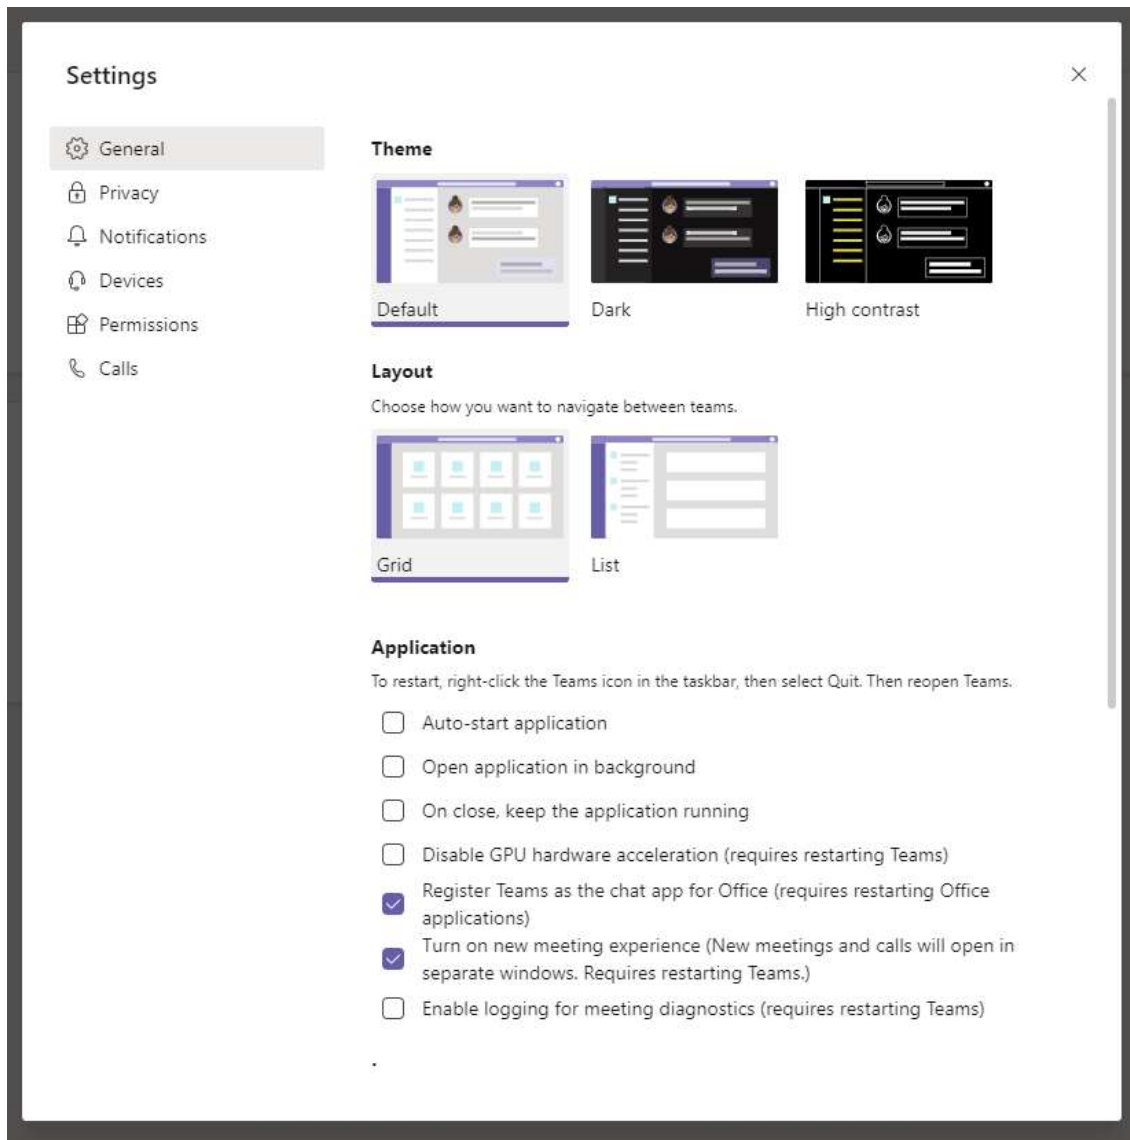 Settings
General
Privacy
Notifications
Devices
Permissions
Calls
Theme
Default
Dark
High contrast
Layout
Choose how you want to navigate between teams.
Grid
List
Application
To restart, right-click the Teams icon in the taskbar, then select Quit. Then reopen Teams.
Auto-start application
Open application in background
On close, keep the application running
Disable GPU hardware acceleration (requires restarting Teams)
Register Teams as the chat app for Office (requires restarting Office
applications)
Turn on new meeting experience (New meetings and calls will open in
separate windows. Requires restarting Teams.)
Enable logging for meeting diagnostics (requires restarting Teams)
.